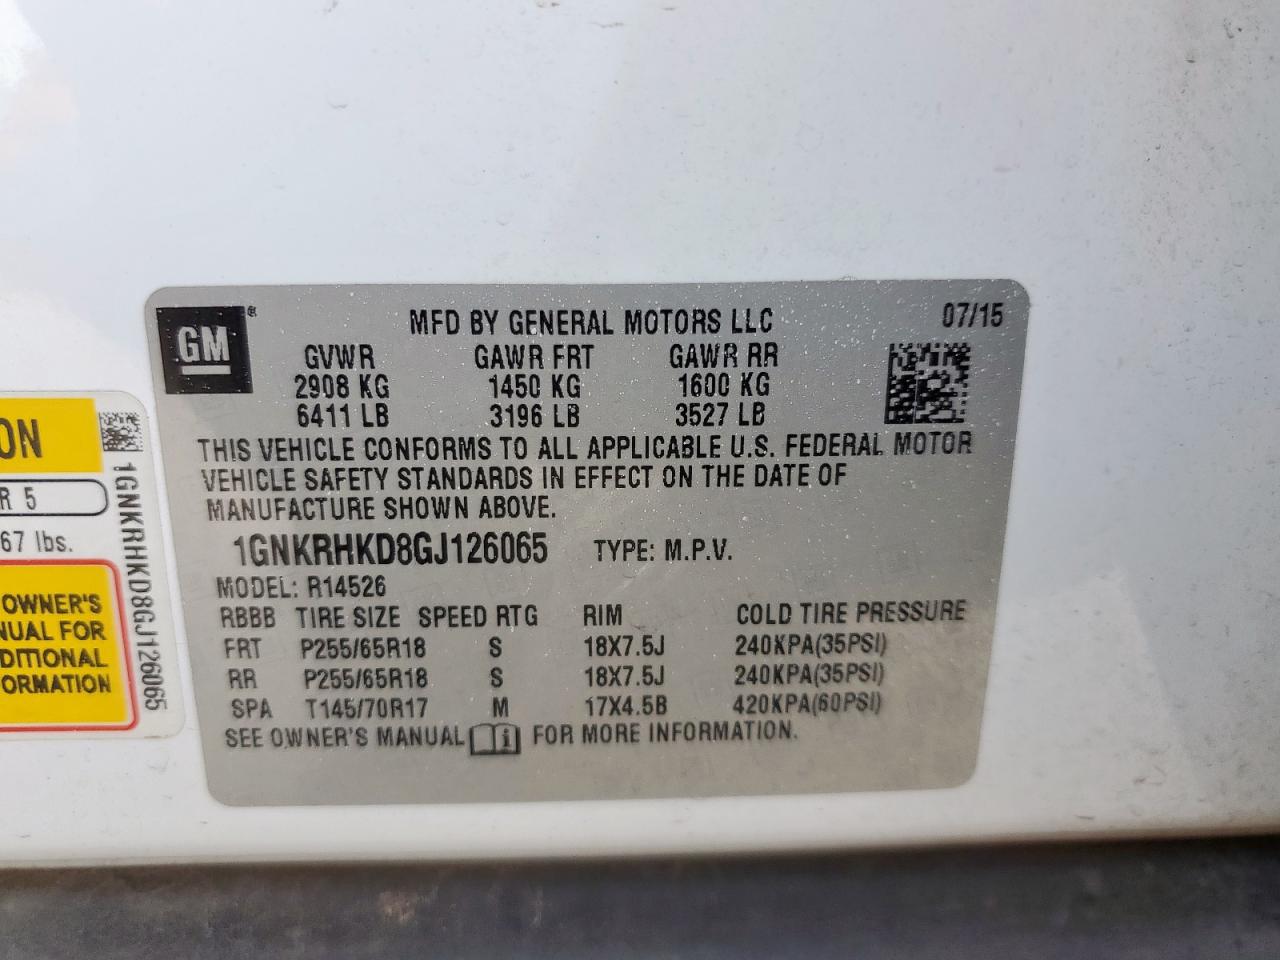 GM®
MFD BY GENERAL MOTORS LLC
07/15
GVWR GAWR FRT GAWR RR
2908 KG 1450 KG 1600 KG
6411 LB 3196 LB 3527 LB
THIS VEHICLE CONFORMS TO ALL APPLICABLE U.S. FEDERAL MOTOR
VEHICLE SAFETY STANDARDS IN EFFECT ON THE DATE OF
MANUFACTURE SHOWN ABOVE.
1GNKRHKD8GJ126065 TYPE: M.P.V.
MODEL: R14526
RBBB TIRE SIZE SPEED RTG RIM COLD TIRE PRESSURE
FRT P255/65R18 S 18X7.5J 240KPA(35PSI)
RR P255/65R18 S 18X7.5J 240KPA(35PSI)
SPA T145/70R17 M 17X4.5B 420KPA(60PSI)
SEE OWNER'S MANUAL i FOR MORE INFORMATION.
ON
R 5
67 lbs.
OWNER'S
NUAL FOR
DITIONAL
ORMATION
1GNKRHKD8GJ126065